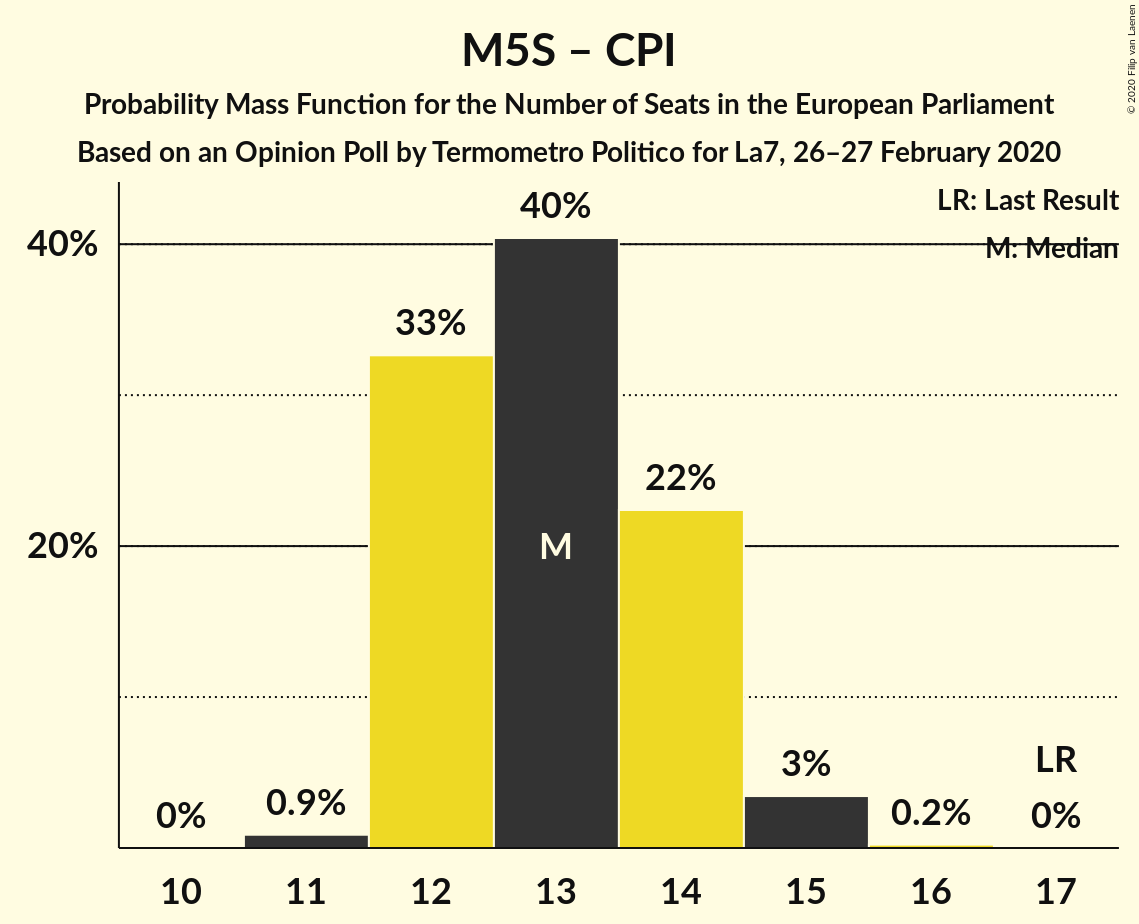 M5S – CPI
Probability Mass Function for the Number of Seats in the European Parliament
Based on an Opinion Poll by Termometro Politico for La7, 26–27 February 2020
© 2020 Filip van Laenen
LR: Last Result
M: Median
40%
20%
0%
0.9%
33%
40%
M
22%
3%
0.2%
LR
0%
10 11 12 13 14 15 16 17